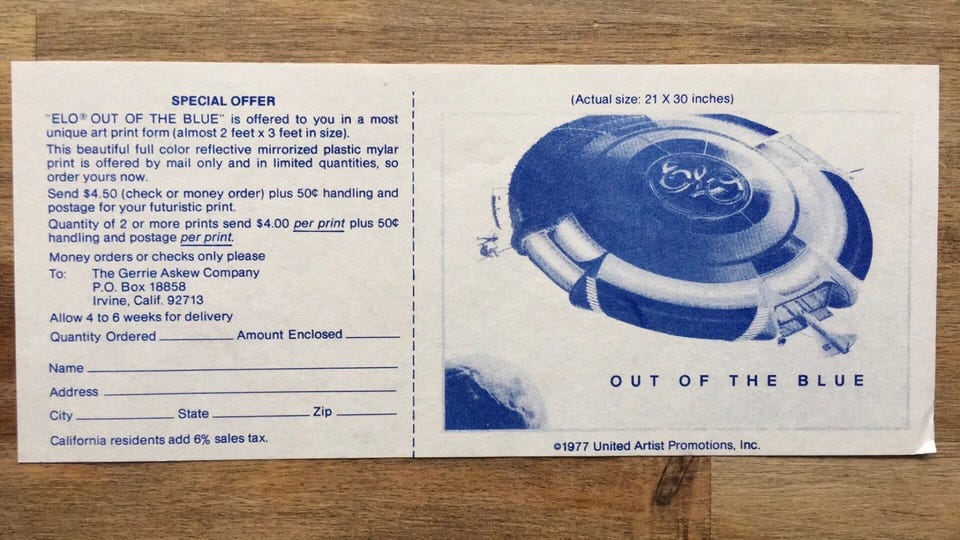 SPECIAL OFFER
"ELO® OUT OF THE BLUE" is offered to you in a most
unique art print form (almost 2 feet x 3 feet in size).
This beautiful full color reflective mirrorized plastic mylar
print is offered by mail only and in limited quantities, so
order yours now.
Send $4.50 (check or money order) plus 50¢ handling and
postage for your futuristic print.
Quantity of 2 or more prints send $4.00 per print plus 50¢
handling and postage per print.
Money orders or checks only please
To: The Gerrie Askew Company
P.O. Box 18858
Irvine, Calif. 92713
Allow 4 to 6 weeks for delivery
Quantity Ordered Amount Enclosed
Name
Address
City State Zip
California residents add 6% sales tax.
(Actual size: 21 X 30 inches)
ELO
OUT OF THE BLUE
©1977 United Artist Promotions, Inc.